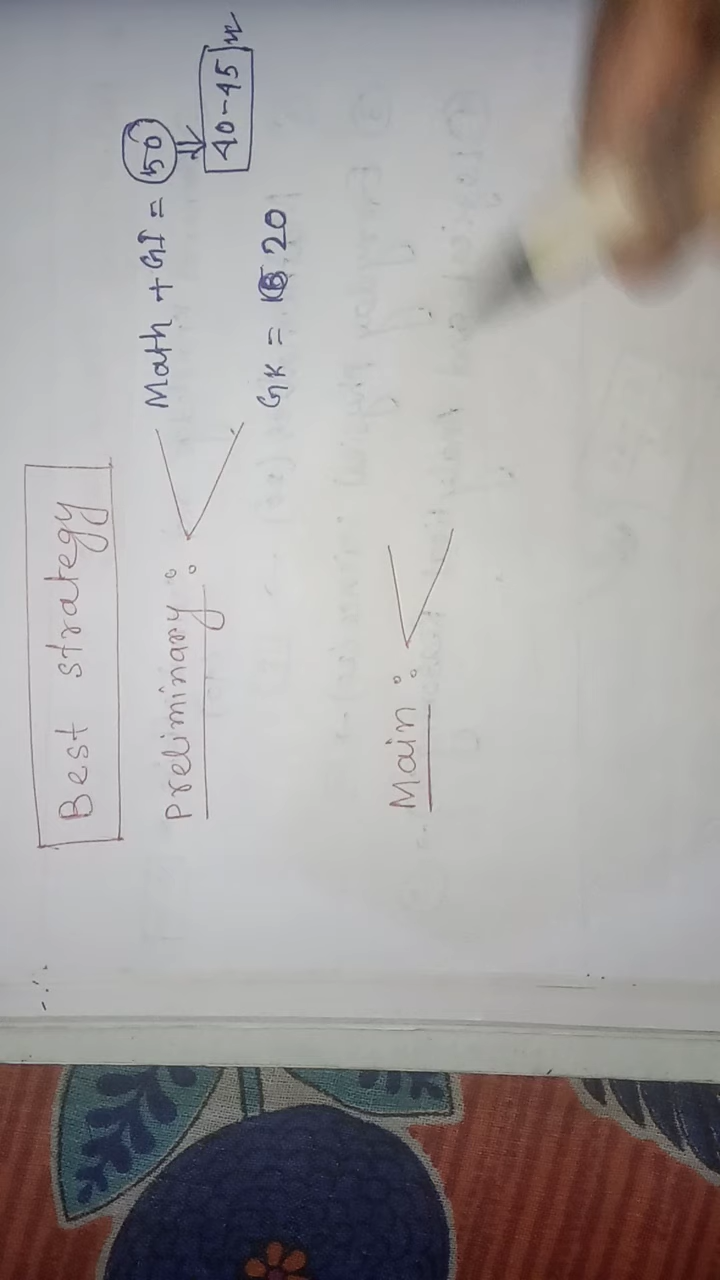 Best strategy
Preliminary :
Math + GI = 50
40-45
GK = 20
Main :